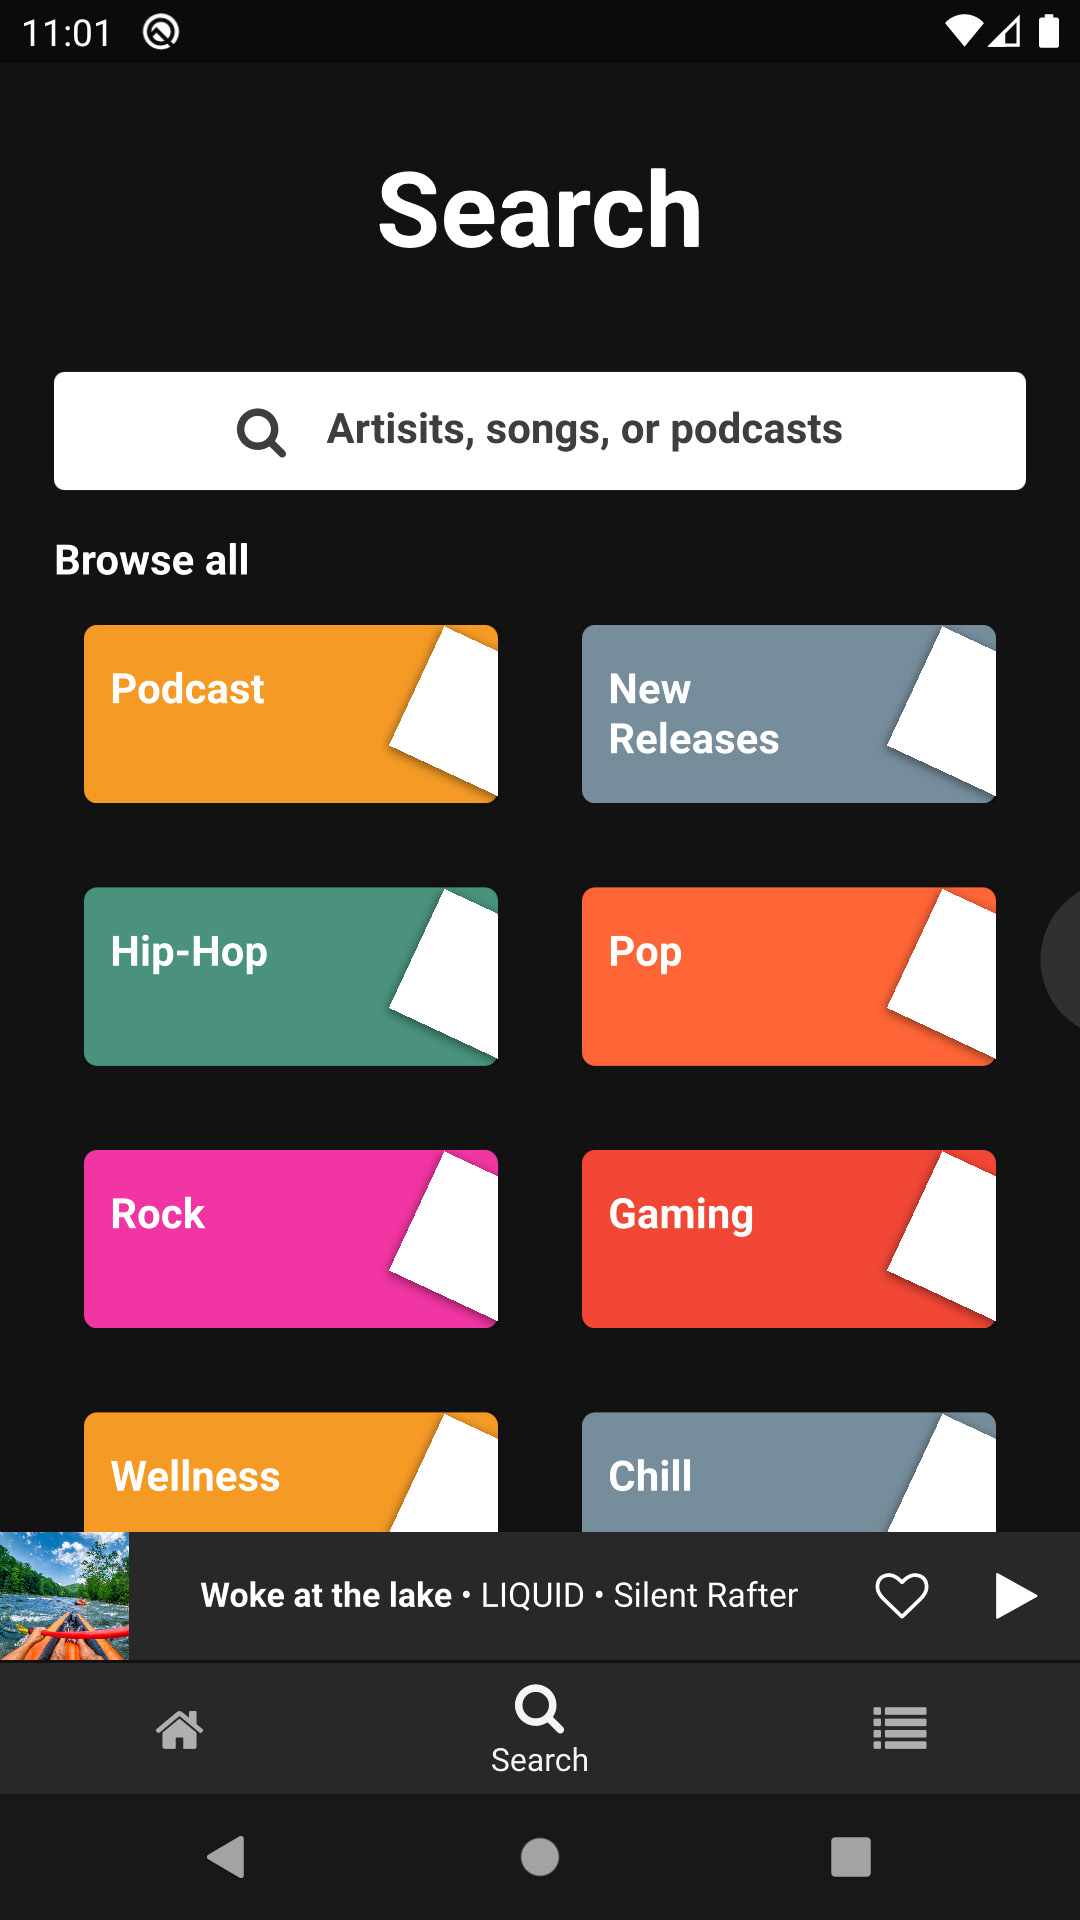 11:01
Search
Artisits, songs, or podcasts
Browse all
Podcast
New
Releases
Hip-Hop
Pop
Rock
Gaming
Wellness
Chill
Woke at the lake • LIQUID • Silent Rafter
Search